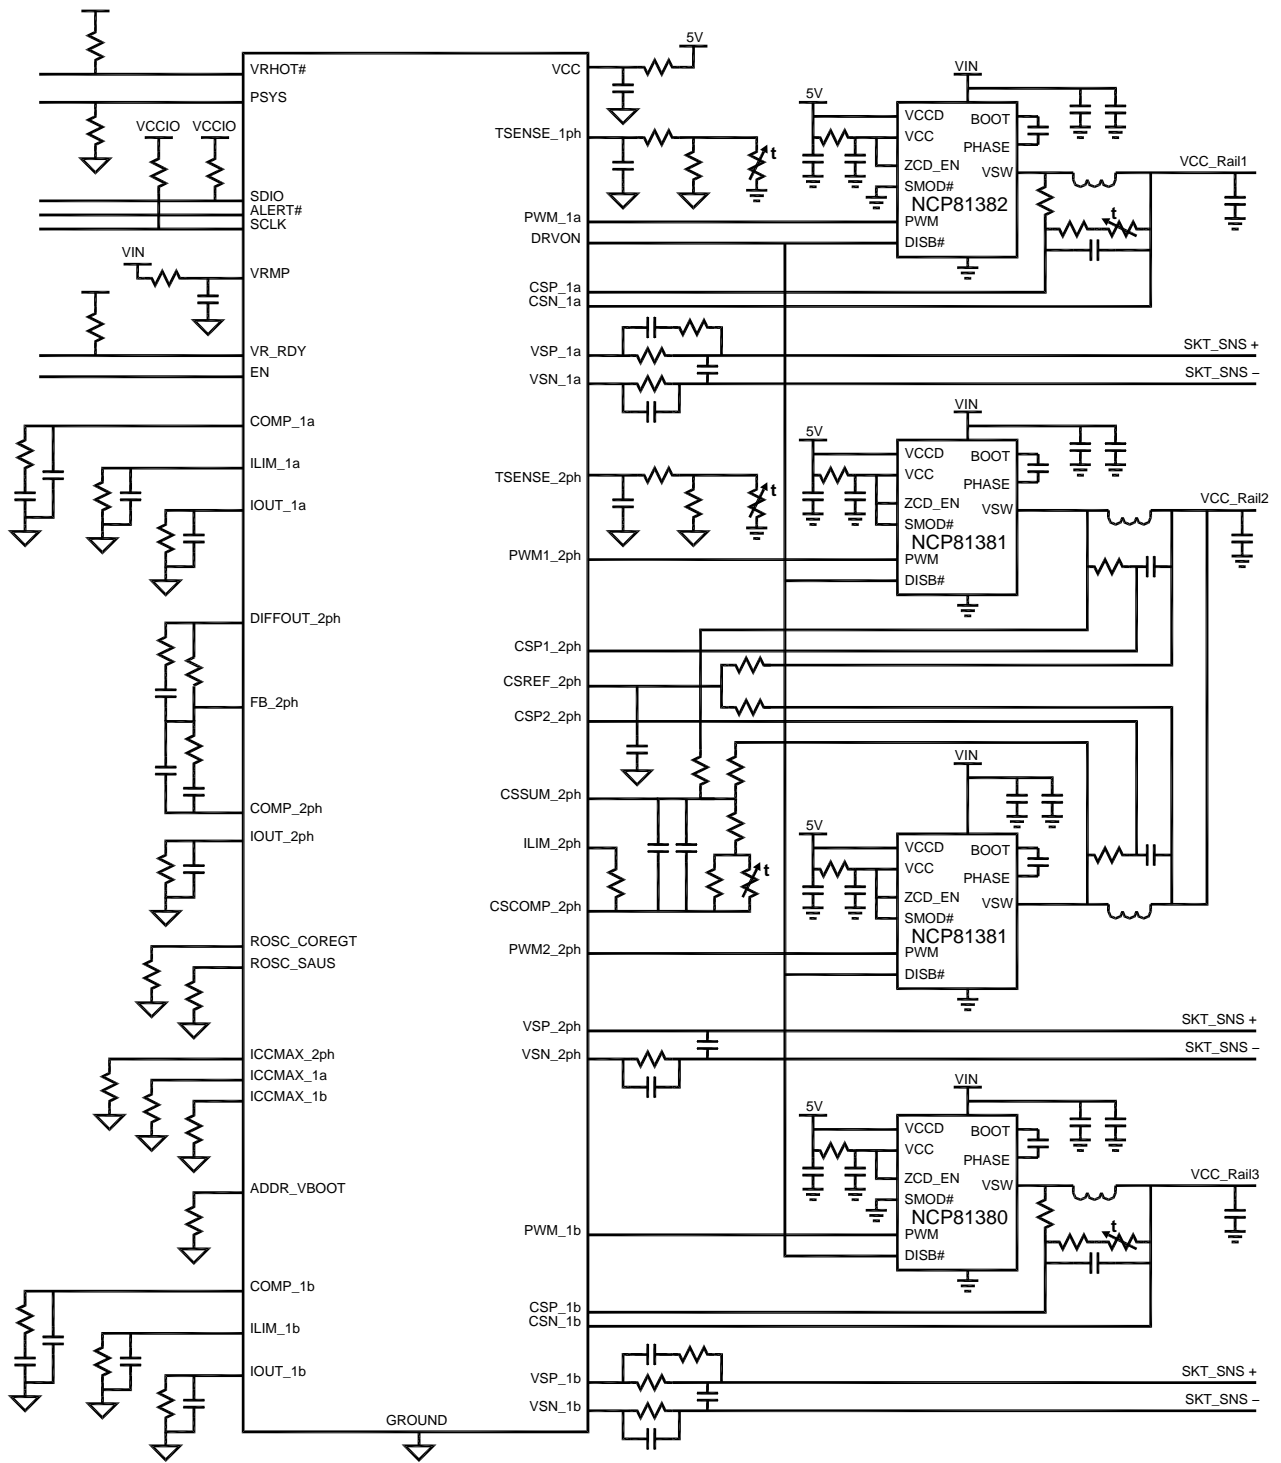 VRHOT#
PSYS
VCCIO
VCCIO
SDIO
ALERT#
SCLK
VIN
VRMP
VR_RDY
EN
COMP_1a
ILIM_1a
IOUT_1a
DIFFOUT_2ph
FB_2ph
COMP_2ph
IOUT_2ph
ROSC_COREGT
ROSC_SAUS
ICCMAX_2ph
ICCMAX_1a
ICCMAX_1b
ADDR_VBOOT
COMP_1b
ILIM_1b
IOUT_1b
GROUND
5V
VCC
TSENSE_1ph
t
PWM_1a
DRVON
CSP_1a
CSN_1a
VSP_1a
VSN_1a
TSENSE_2ph
t
PWM1_2ph
CSP1_2ph
CSREF_2ph
CSP2_2ph
CSSUM_2ph
ILIM_2ph
t
CSCOMP_2ph
PWM2_2ph
VSP_2ph
VSN_2ph
PWM_1b
CSP_1b
CSN_1b
VSP_1b
VSN_1b
VIN
5V
VCCD
BOOT
VCC
PHASE
ZCD_EN
VSW
SMOD#
NCP81382
PWM
DISB#
VCC_Rail1
t
SKT_SNS +
SKT_SNS –
VIN
5V
VCCD
BOOT
VCC
PHASE
ZCD_EN
VSW
SMOD#
NCP81381
PWM
DISB#
VCC_Rail2
VIN
5V
VCCD
BOOT
VCC
PHASE
ZCD_EN
VSW
SMOD#
NCP81381
PWM
DISB#
SKT_SNS +
SKT_SNS –
VIN
5V
VCCD
BOOT
VCC
PHASE
ZCD_EN
VSW
SMOD#
NCP81380
PWM
DISB#
VCC_Rail3
t
SKT_SNS +
SKT_SNS –